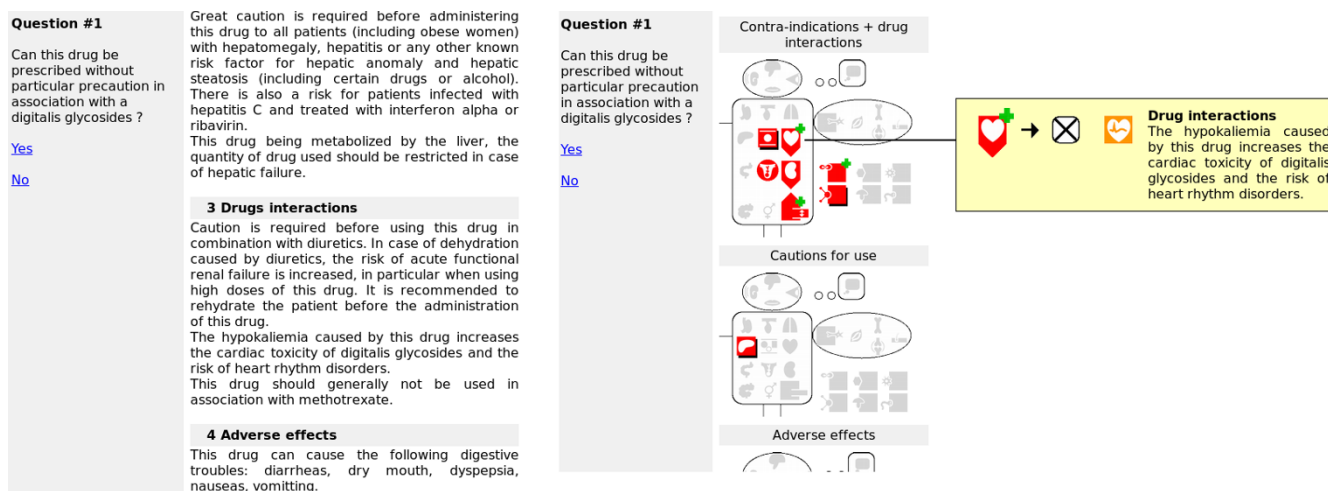 Question #1
Can this drug be
prescribed without
particular precaution in
association with a
digitalis glycosides ?
Yes
No
Great caution is required before administering
this drug to all patients (including obese women)
with hepatomegaly, hepatitis or any other known
risk factor for hepatic anomaly and hepatic
steatosis (including certain drugs or alcohol).
There is also a risk for patients infected with
hepatitis C and treated with interferon alpha or
ribavirin.
This drug being metabolized by the liver, the
quantity of drug used should be restricted in case
of hepatic failure.
3 Drugs interactions
Caution is required before using this drug in
combination with diuretics. In case of dehydration
caused by diuretics, the risk of acute functional
renal failure is increased, in particular when using
high doses of this drug. It is recommended to
rehydrate the patient before the administration
of this drug.
The hypokaliemia caused by this drug increases
the cardiac toxicity of digitalis glycosides and the
risk of heart rhythm disorders.
This drug should generally not be used in
association with methotrexate.
4 Adverse effects
This drug can cause the following digestive
troubles: diarrheas, dry mouth, dyspepsia,
nauseas, vomitting.
Question #1
Can this drug be
prescribed without
particular precaution
in association with a
digitalis glycosides ?
Yes
No
Contra-indications + drug
interactions
Drug interactions
The hypokaliemia caused
by this drug increases the
cardiac toxicity of digitalis
glycosides and the risk of
heart rhythm disorders.
Cautions for use
Adverse effects